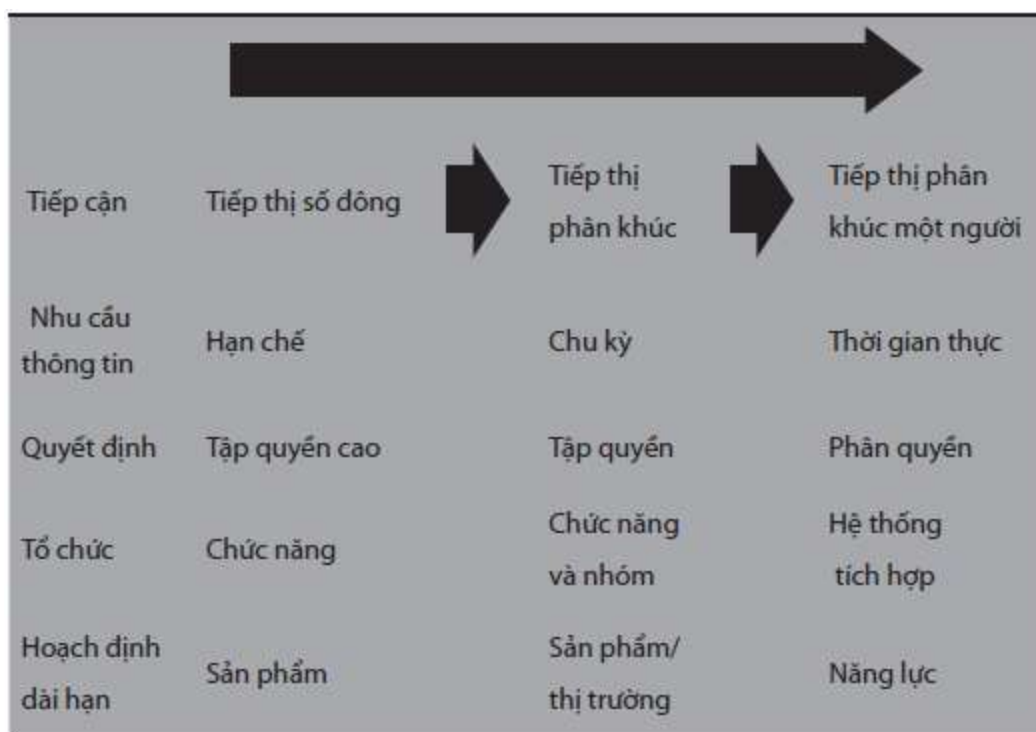 Tiếp cận
Tiếp thị số đông
Tiếp thị
phân khúc
Tiếp thị phân
khúc một người
Nhu cầu
thông tin
Hạn chế
Chu kỳ
Thời gian thực
Quyết định
Tập quyền cao
Tập quyền
Phân quyền
Tổ chức
Chức năng
Chức năng
và nhóm
Hệ thống
tích hợp
Hoạch định
dài hạn
Sản phẩm
Sản phẩm/
thị trường
Năng lực